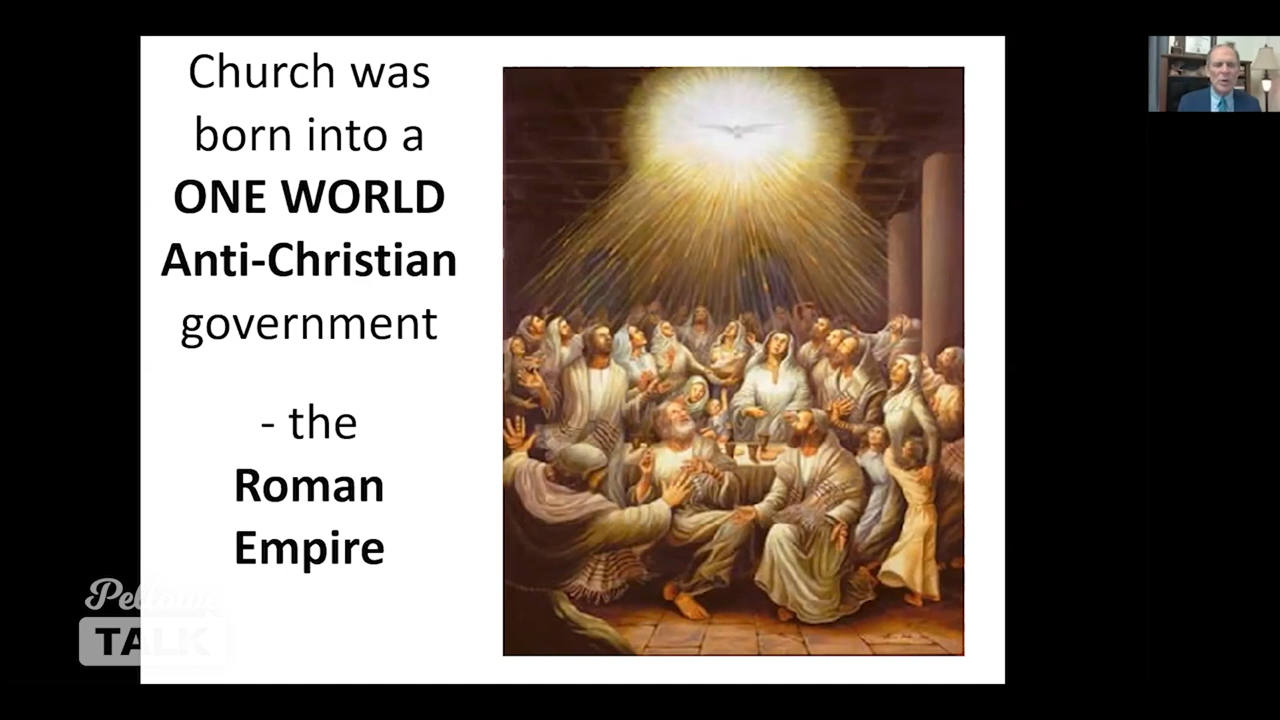 Church was
born into a
ONE WORLD
Anti-Christian
government
- the
Roman
Empire
TALK